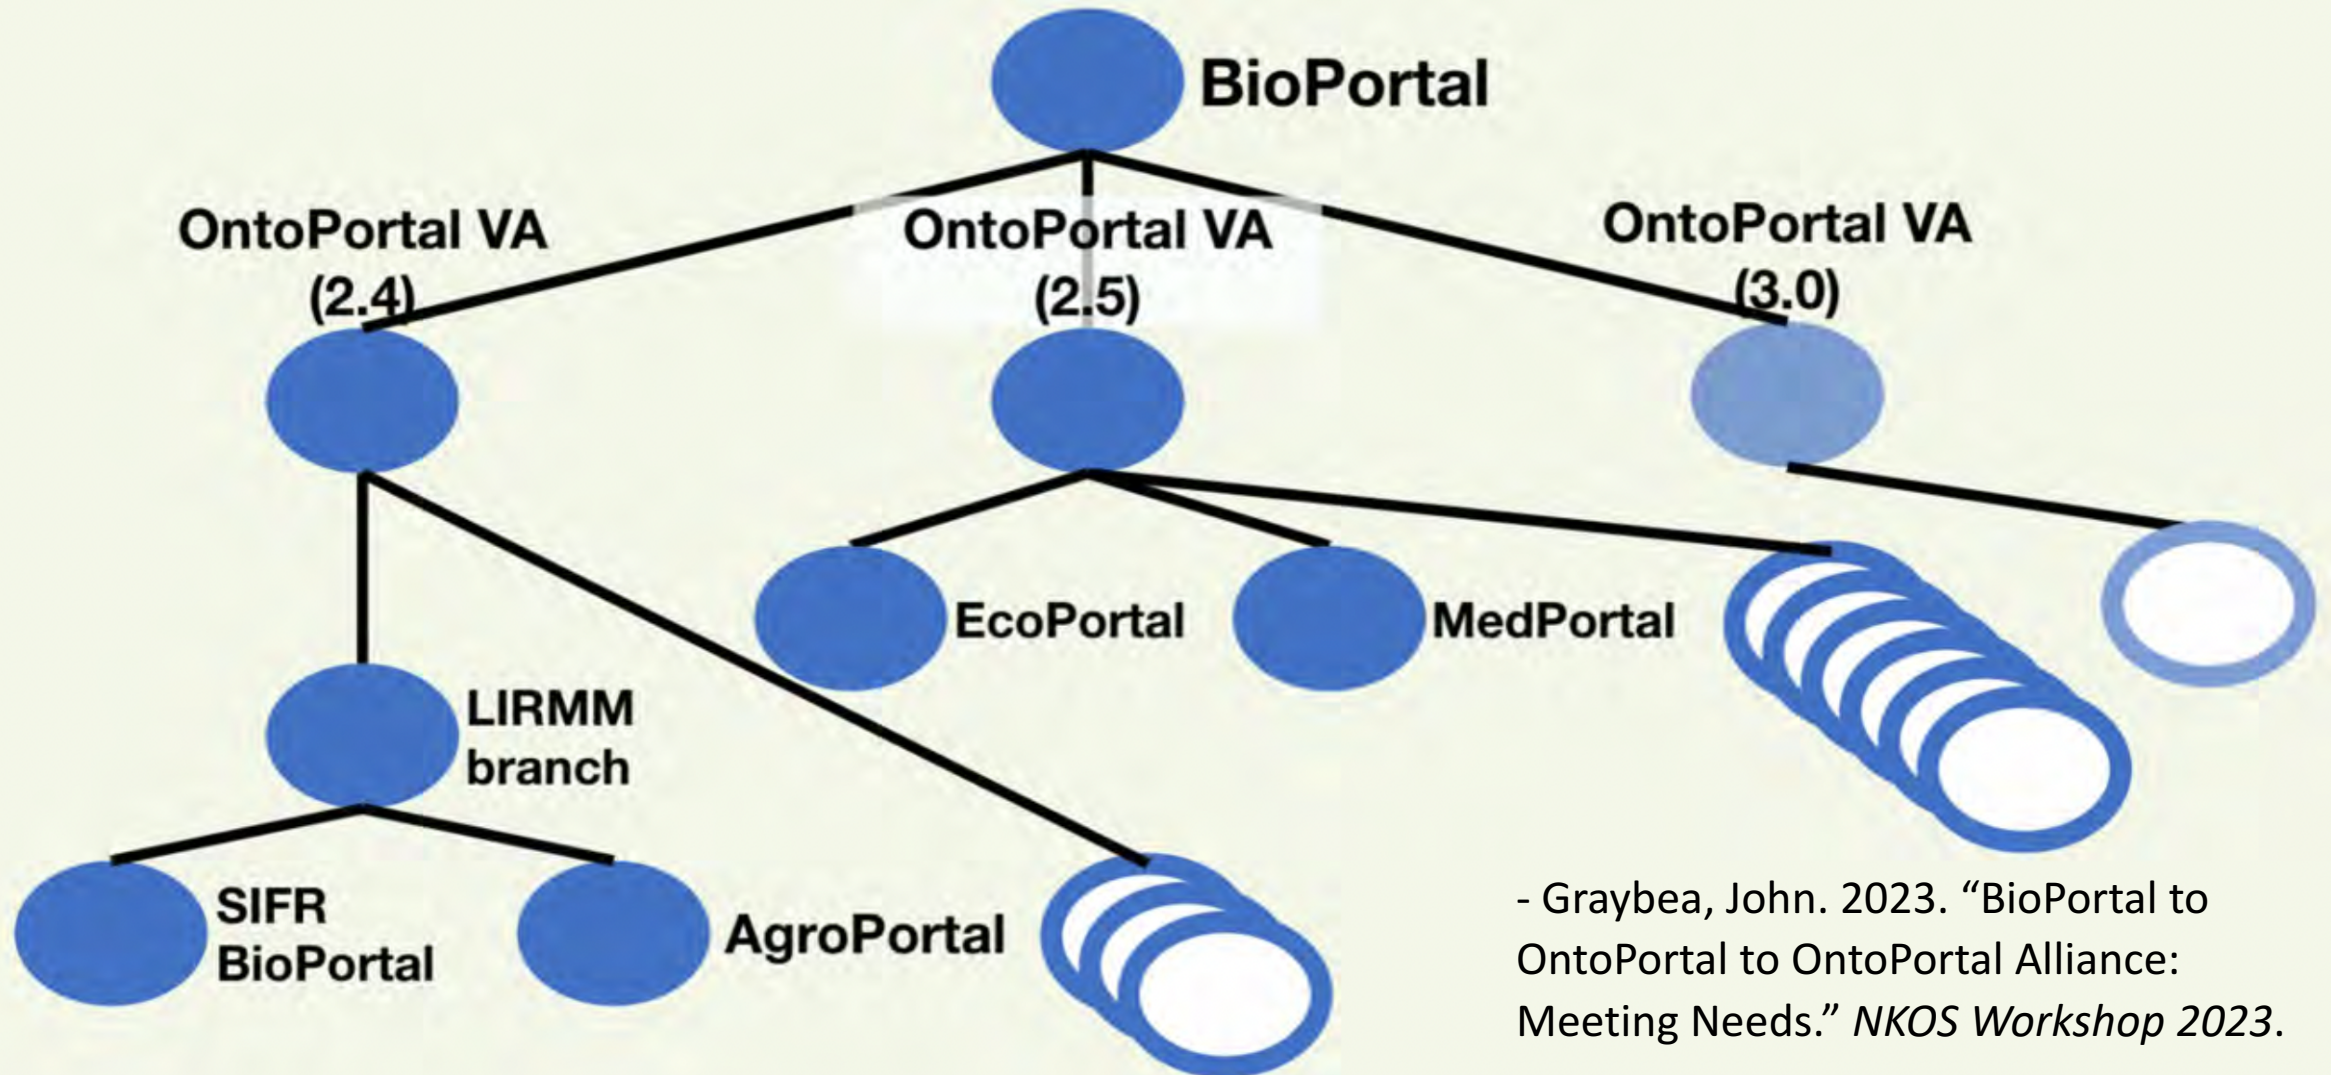 BioPortal
OntoPortal VA
(2.4)
OntoPortal VA
(2.5)
OntoPortal VA
(3.0)
EcoPortal
MedPortal
LIRMM
branch
SIFR
BioPortal
AgroPortal
- Graybea, John. 2023. “BioPortal to
OntoPortal to OntoPortal Alliance:
Meeting Needs.” NKOS Workshop 2023.